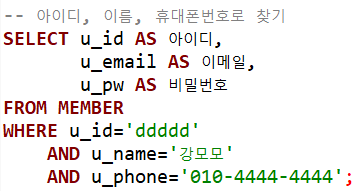 -- 아이디, 이름, 휴대폰번호로 찾기
SELECT u_id AS 아이디,
u_email AS 이메일,
u_pw AS 비밀번호
FROM MEMBER
WHERE u_id='ddddd'
AND u_name='강모모'
AND u_phone='010-4444-4444';